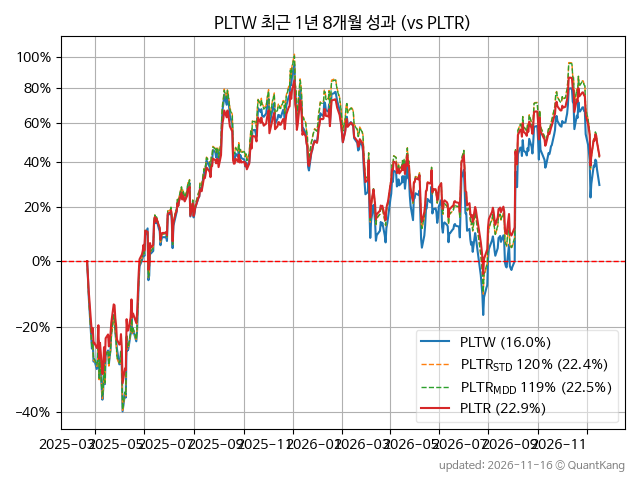 PLTW 최근 1년 8개월 성과 (vs PLTR)
100%
80%
60%
40%
20%
0%
−20%
−40%
PLTW (16.0%)
PLTR_STD 120% (22.4%)
PLTR_MDD 119% (22.5%)
PLTR (22.9%)
2025-03 2025-05 2025-07 2025-09 2025-11 2026-01 2026-03 2026-05 2026-07 2026-09 2026-11
updated: 2026-11-16 © QuantKang